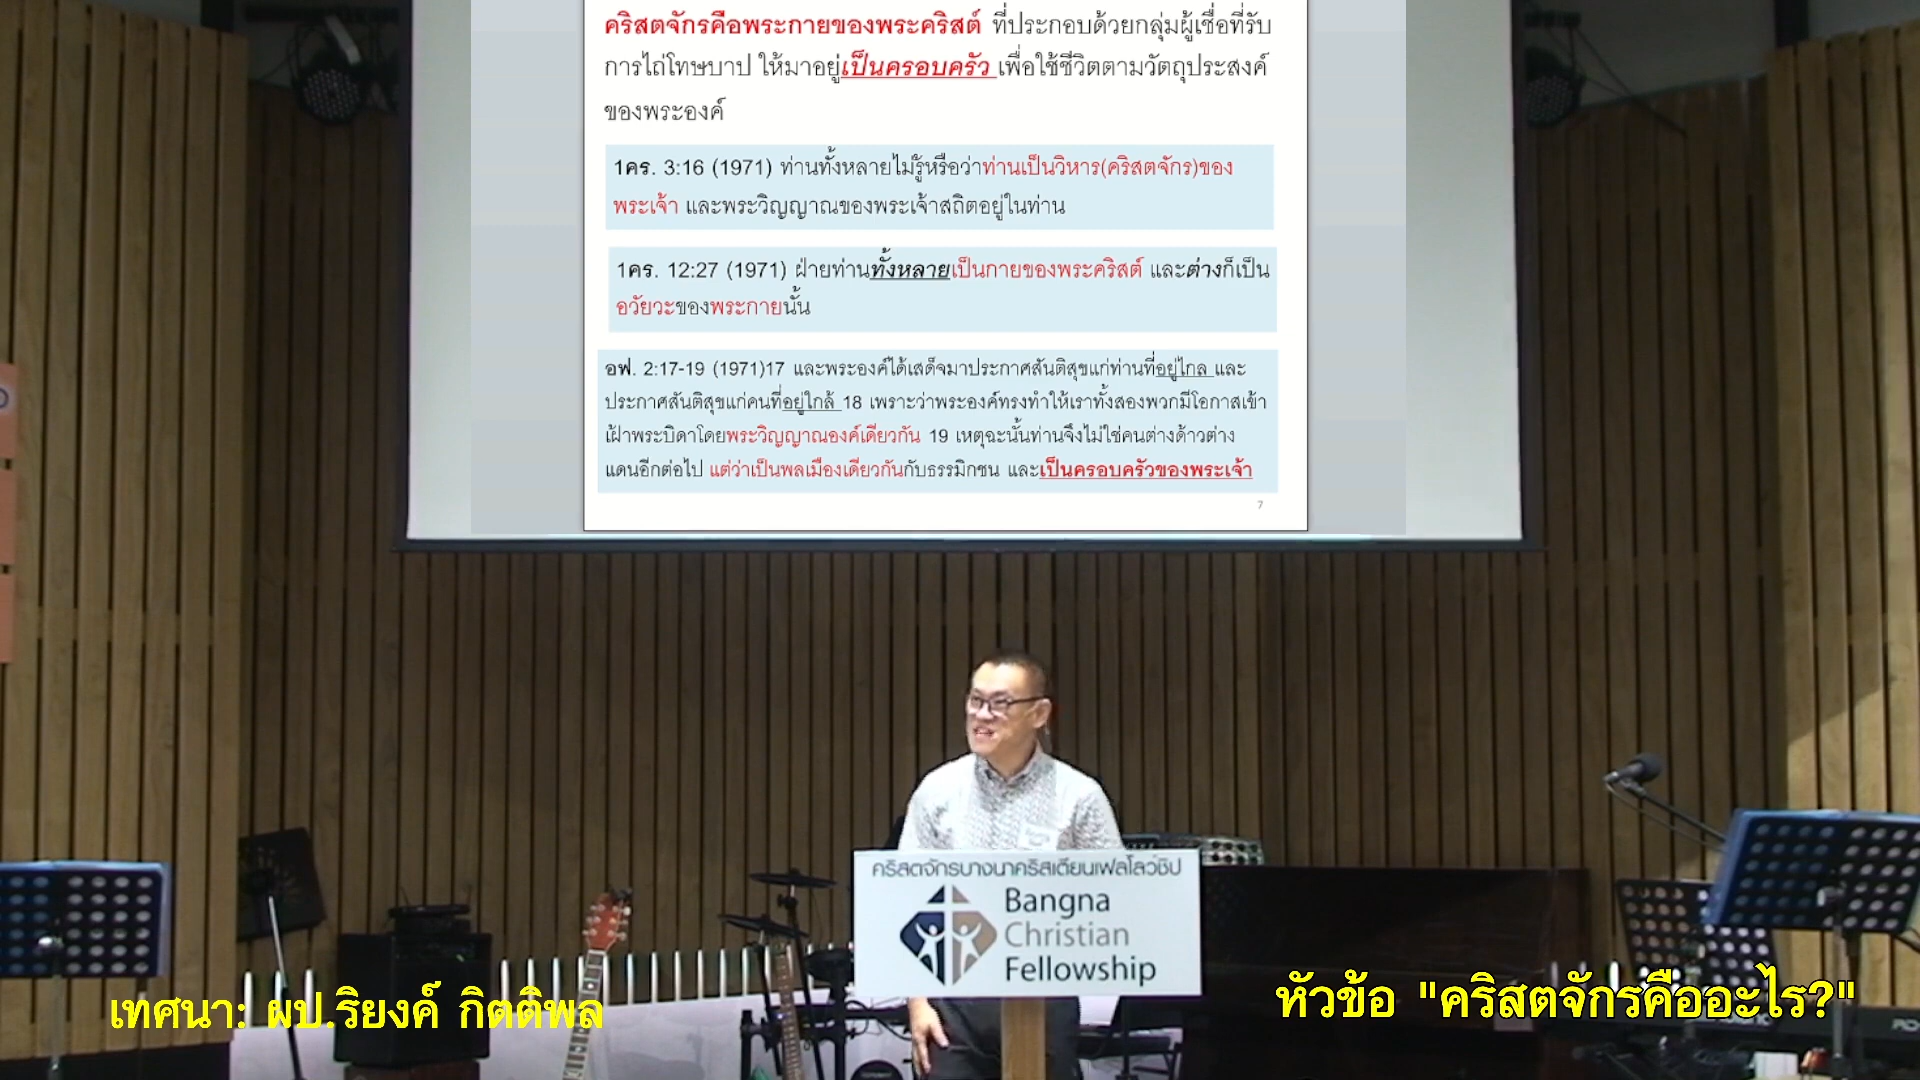 คริสตจักรคือพระกายของพระคริสต์ ที่ประกอบด้วยกลุ่มผู้เชื่อที่รับ
การไถ่โทษบาป ให้มาอยู่เป็นครอบครัว เพื่อใช้ชีวิตตามวัตถุประสงค์
ของพระองค์
1คร. 3:16 (1971) ท่านทั้งหลายไม่รู้หรือว่าท่านเป็นวิหาร(คริสตจักร)ของ
พระเจ้า และพระวิญญาณของพระเจ้าสถิตอยู่ในท่าน
1คร. 12:27 (1971) ฝ่ายท่านทั้งหลายเป็นกายของพระคริสต์ และต่างก็เป็น
อวัยวะของพระกายนั้น
อฟ. 2:17-19 (1971)17 และพระองค์ได้เสด็จมาประกาศสันติสุขแก่ท่านที่อยู่ไกล และ
ประกาศสันติสุขแก่คนที่อยู่ใกล้ 18 เพราะว่าพระองค์ทรงทำให้เราทั้งสองพวกมีโอกาสเข้า
เฝ้าพระบิดาโดยพระวิญญาณองค์เดียวกัน 19 เหตุฉะนั้นท่านจึงไม่ใช่คนต่างด้าวต่าง
แดนอีกต่อไป แต่ว่าเป็นพลเมืองเดียวกันกับธรรมิกชน และเป็นครอบครัวของพระเจ้า
7
คริสตจักรบางนาคริสเตียนเฟลโลว์ชิป
Bangna
Christian
Fellowship
เทศนา: ผป.ริยงค์ กิตติพล
หัวข้อ "คริสตจักรคืออะไร?"